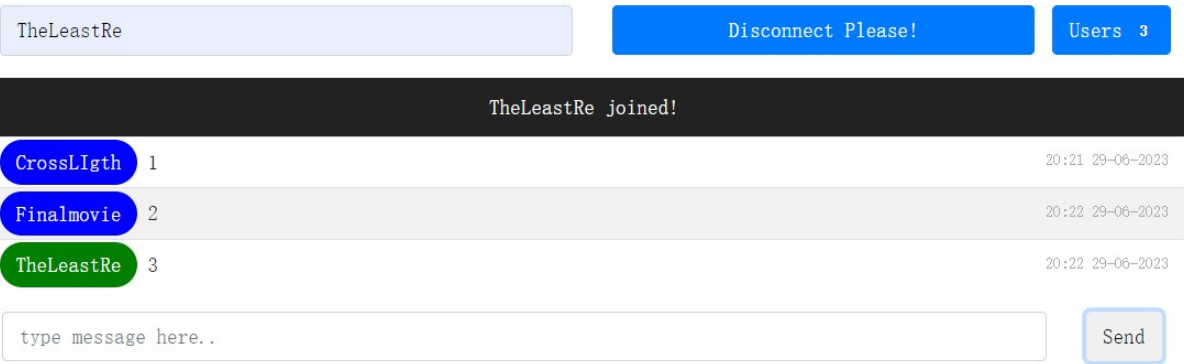 TheLeastRe Disconnect Please! Users 3
TheLeastRe joined!
CrossLIgth 1 20:21 29-06-2023
Finalmovie 2 20:22 29-06-2023
TheLeastRe 3 20:22 29-06-2023
type message here.. Send